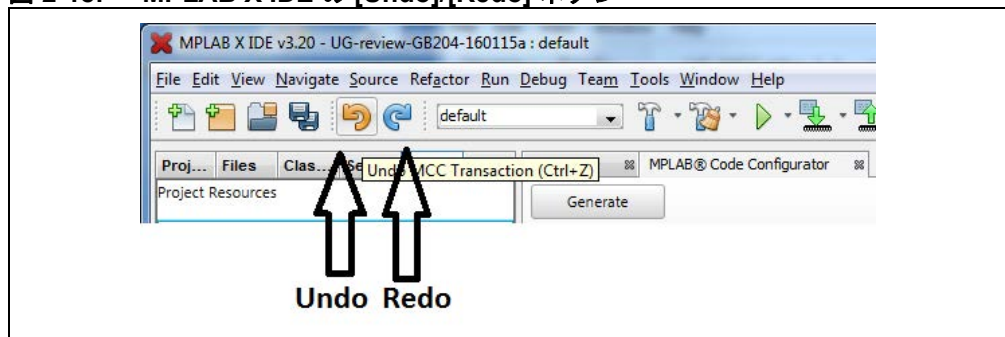 MPLAB X IDE v3.20 - UG-review-GB204-160115a : default
File Edit View Navigate Source Refactor Run Debug Team Tools Window Help
default
Proj... Files Clas...
Undo MCC Transaction (Ctrl+Z)
MPLAB® Code Configurator
Project Resources
Generate
Undo Redo